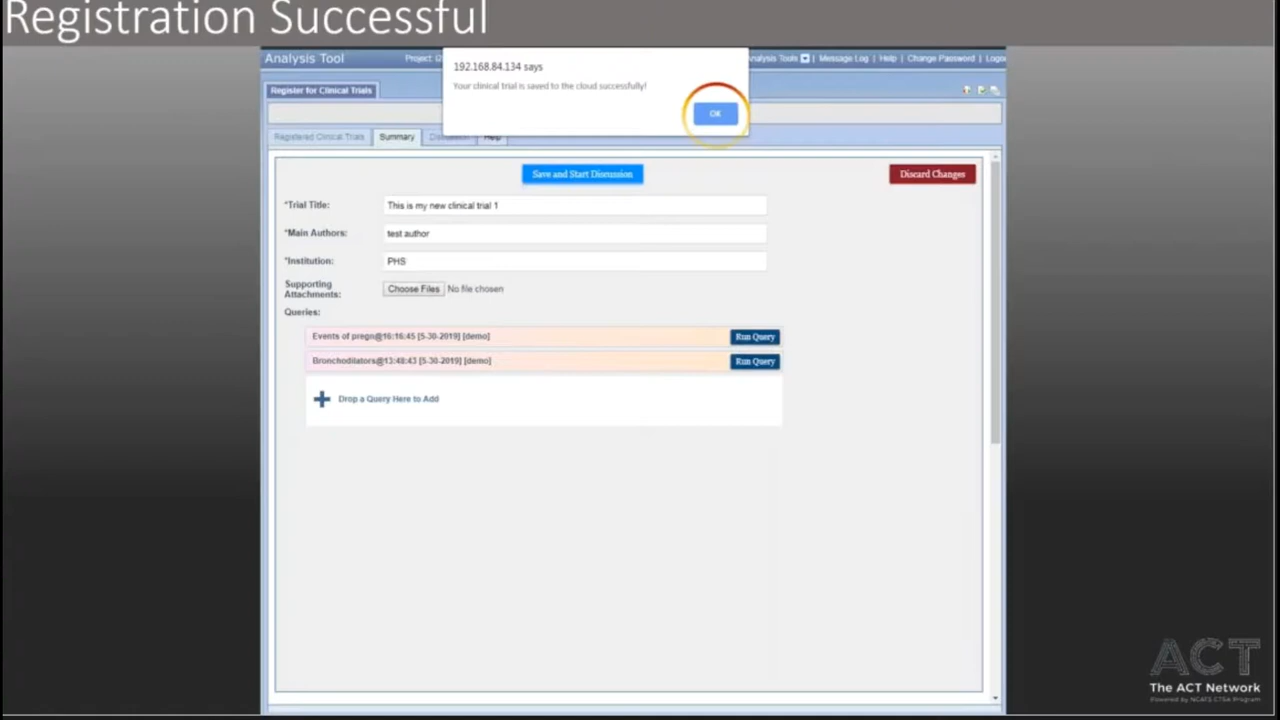 Registration Successful
Analysis Tool
Project:
Analysis Tools
| Message Log | Help | Change Password |
192.168.84.134 says
Your clinical trial is saved to the cloud successfully!
OK
Register for Clinical Trials
Registered Clinical Trials
Summary
Discussion
Help
Save and Start Discussion
Discard Changes
*Trial Title:
This is my new clinical trial 1
*Main Authors:
test author
*Institution:
PHS
Supporting
Attachments:
Choose Files No file chosen
Queries:
Events of pregn@16:16:45 [5-30-2019] [demo]
Run Query
Bronchodilators@13:48:43 [5-30-2019] [demo]
Run Query
Drop a Query Here to Add
ACT
The ACT Network
Powered by NCATS CTSA Program